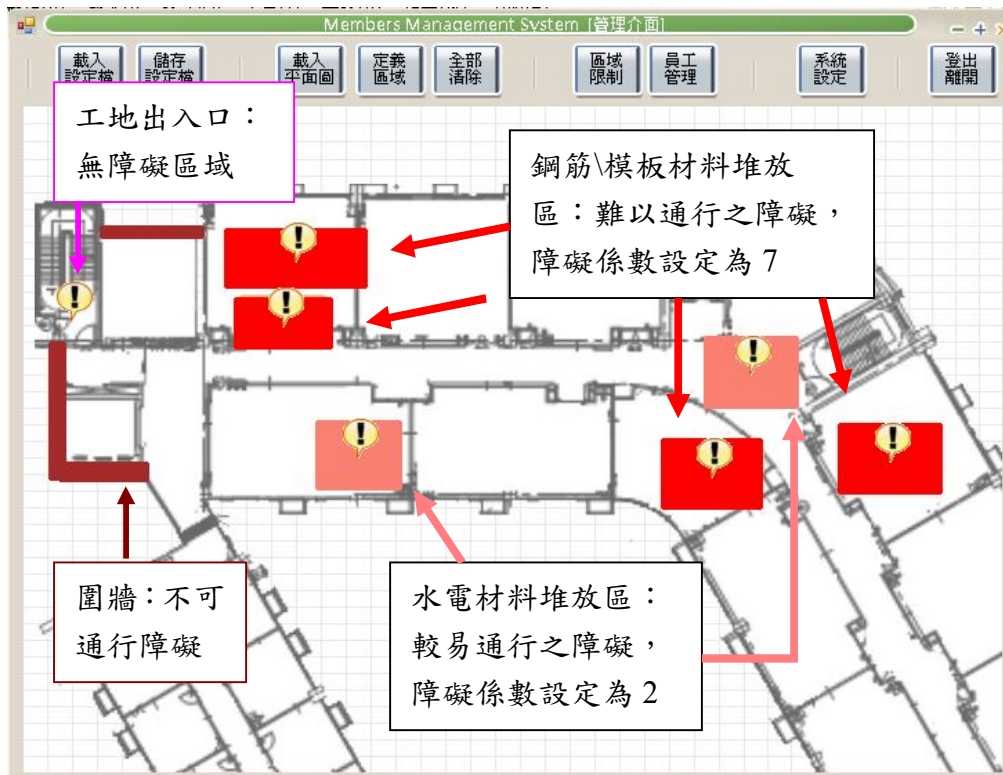 Members Management System [管理介面]
載入
設定檔
儲存
設定檔
載入
平面圖
定義
區域
全部
清除
區域
限制
員工
管理
系統
設定
登出
離開
工地出入口：
無障礙區域
鋼筋\模板材料堆放
區：難以通行之障礙，
障礙係數設定為 7
圍牆：不可
通行障礙
水電材料堆放區：
較易通行之障礙，
障礙係數設定為 2